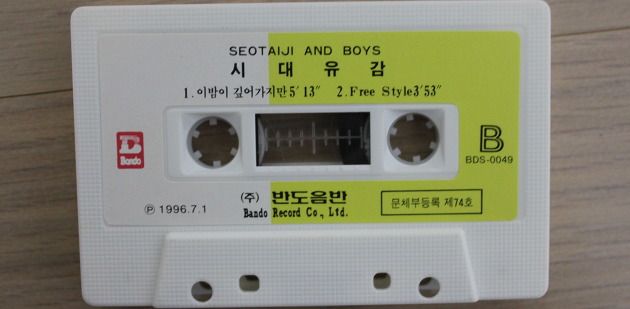 SEOTAIJI AND BOYS
시대유감
1.이밤이 깊어가지만5′13″ 2.Free Style3′53″
Bando
B
BDS-0049
(주) 반도음반
Bando Record Co., Ltd.
Ⓟ 1996.7.1
문체부등록 제74호